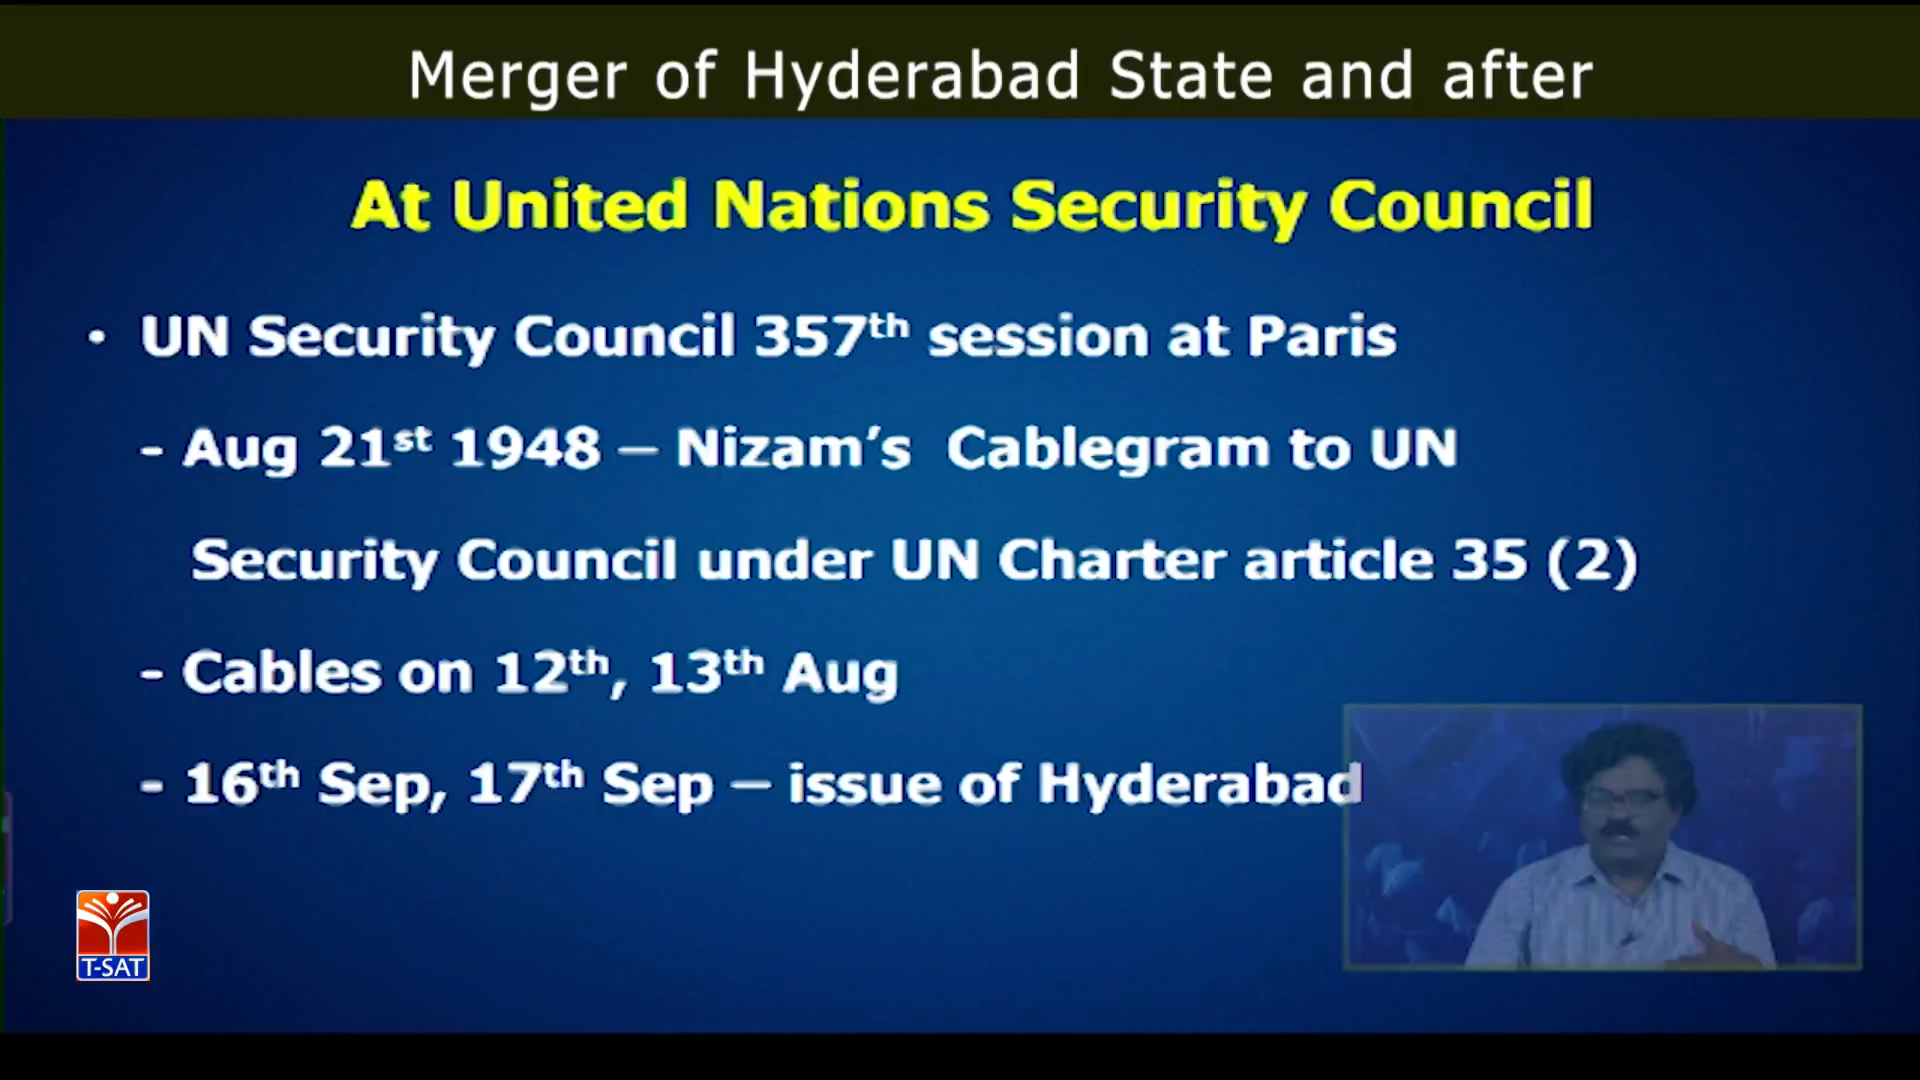 Merger of Hyderabad State and after
At United Nations Security Council
• UN Security Council 357th session at Paris
- Aug 21st 1948 – Nizam's Cablegram to UN
Security Council under UN Charter article 35 (2)
- Cables on 12th, 13th Aug
- 16th Sep, 17th Sep – issue of Hyderabad
T-SAT